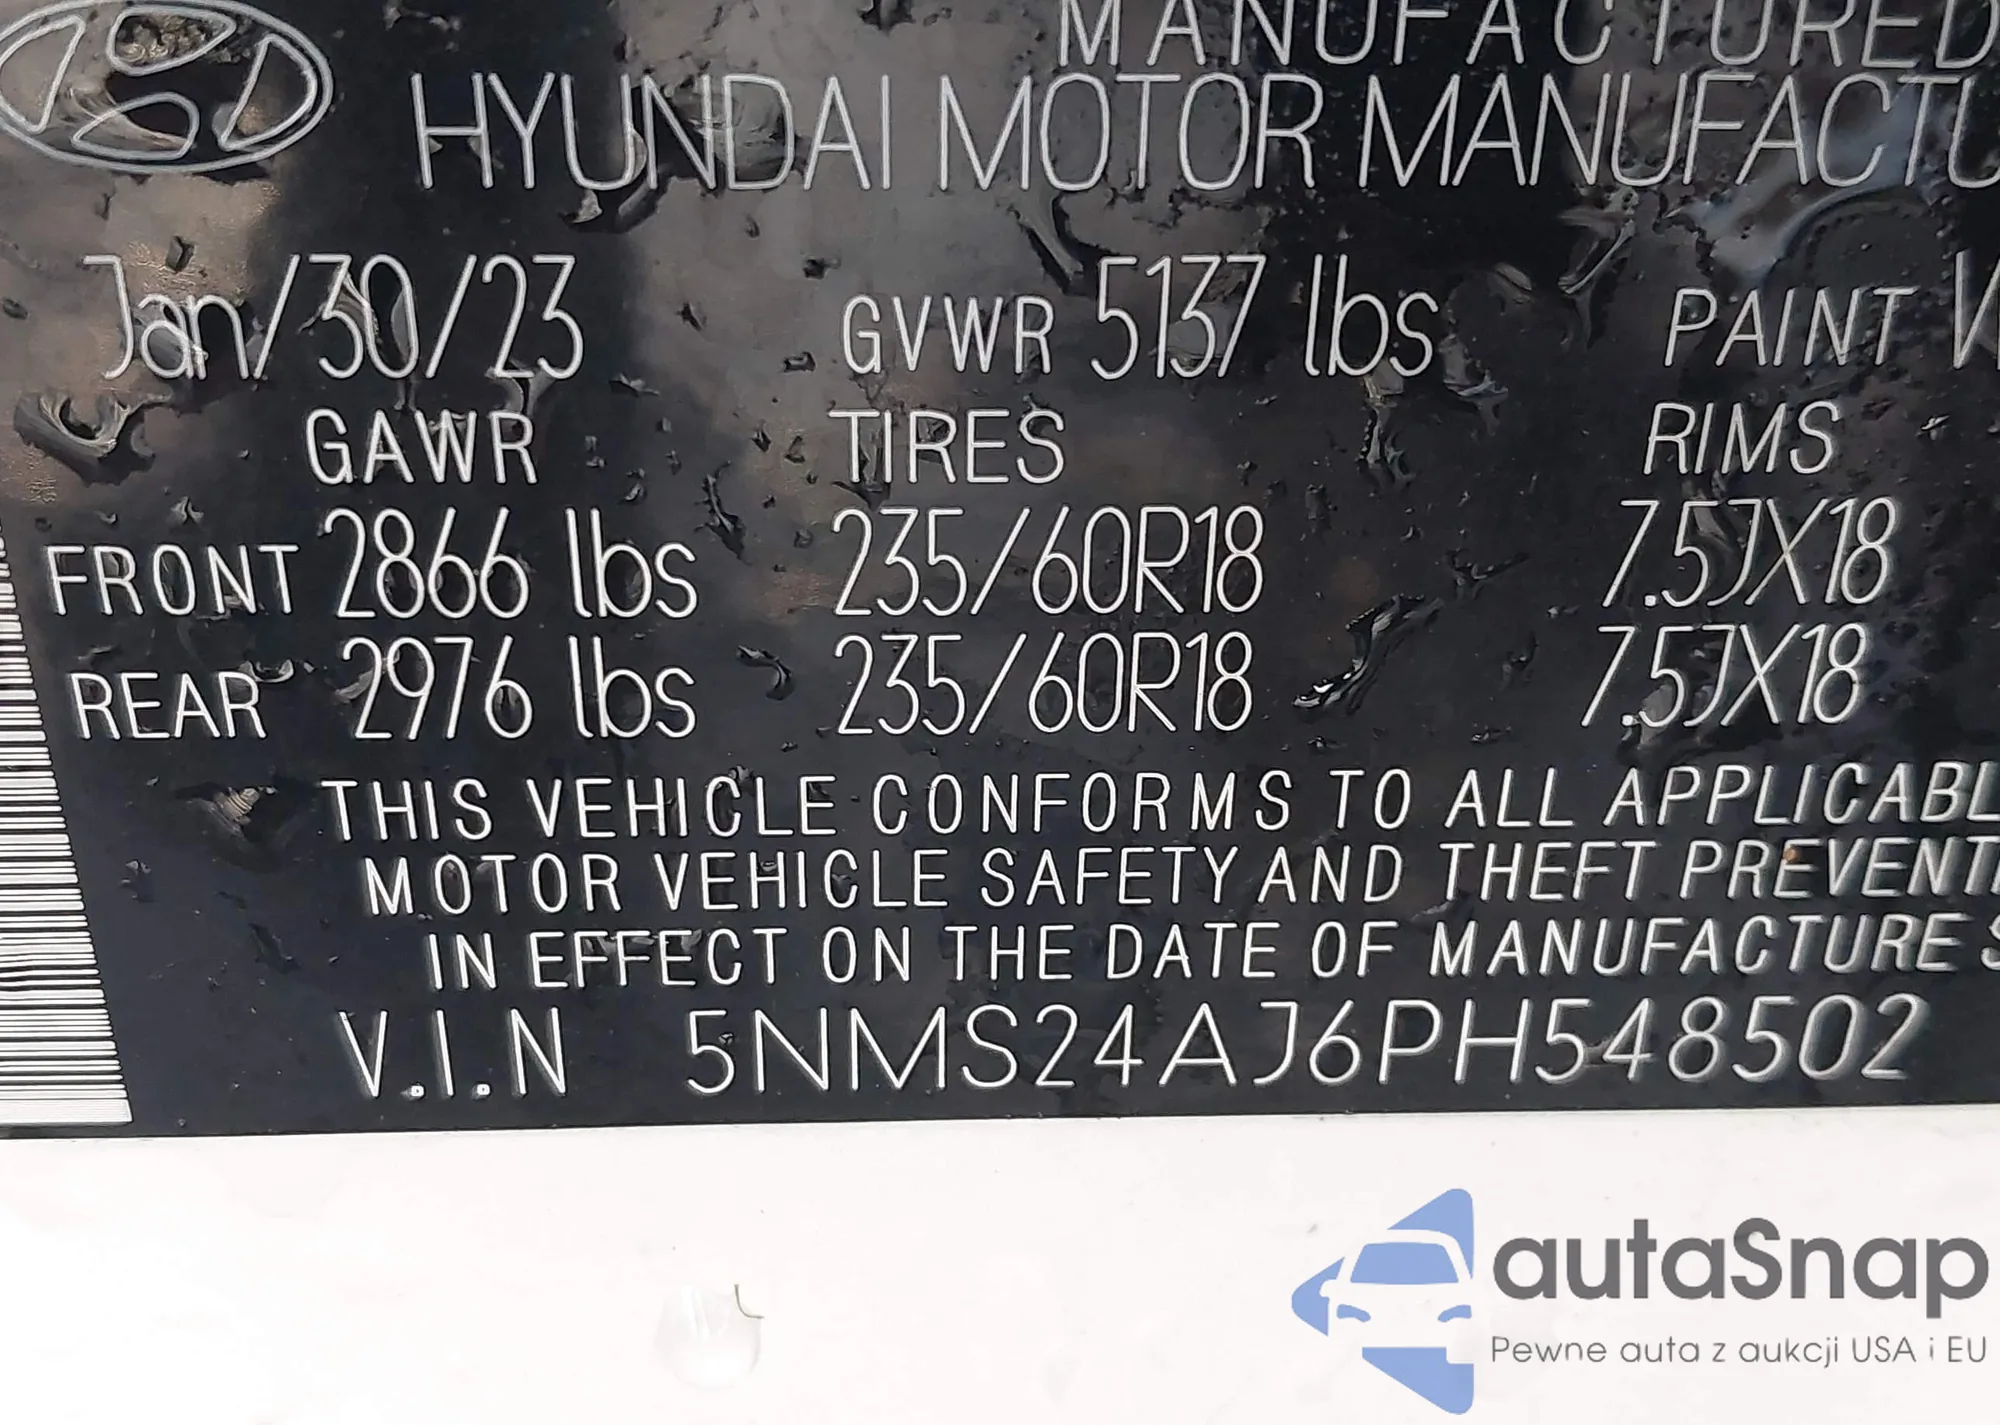 MANUFACTURED
HYUNDAI MOTOR MANUFACTU
Jan/30/23 GVWR 5137 lbs PAINT
GAWR TIRES RIMS
FRONT 2866 lbs 235/60R18 7.5JX18
REAR 2976 lbs 235/60R18 7.5JX18
THIS VEHICLE CONFORMS TO ALL APPLICABL
MOTOR VEHICLE SAFETY AND THEFT PREVENTI
IN EFFECT ON THE DATE OF MANUFACTURE S
V.I.N 5NMS24AJ6PH548502
autaSnap
Pewne auta z aukcji USA i EU